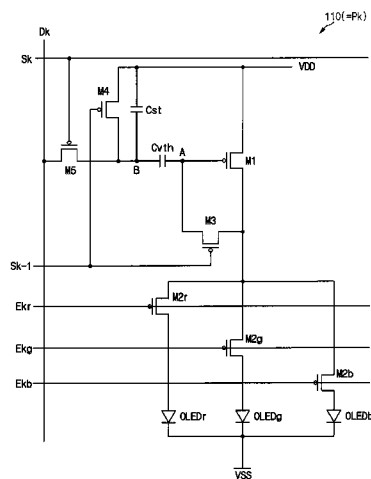 110(=Pk)
Dk
Sk
VDD
M4
Cst
Cvth
A
M1
B
M5
M3
Sk-1
Ekr
M2r
Ekg
M2g
Ekb
M2b
OLEDr
OLEDg
OLEDb
VSS